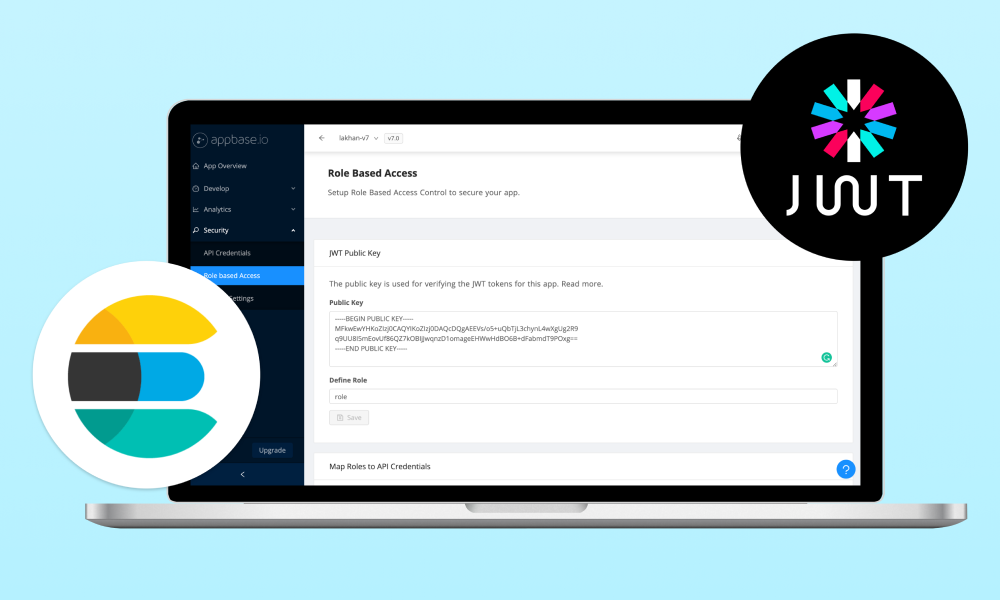 appbase.io
App Overview
Develop
Analytics
Security
API Credentials
Role based Access
Settings
Upgrade
lakhan-v7
v7.0
Role Based Access
Setup Role Based Access Control to secure your app.
JWT Public Key
The public key is used for verifying the JWT tokens for this app. Read more.
Public Key
-----BEGIN PUBLIC KEY-----
MFkwEwYHKoZIzj0CAQYIKoZIzj0DAQcDQgAEEVs/o5+uQbTjL3chynL4wXgUg2R9
q9UU8I5mEovUf86QZ7kOBIJjwqnzD1omageEHWwHdBO6B+dFabmdT9POxg==
-----END PUBLIC KEY-----
Define Role
role
Save
Map Roles to API Credentials
?
JWT